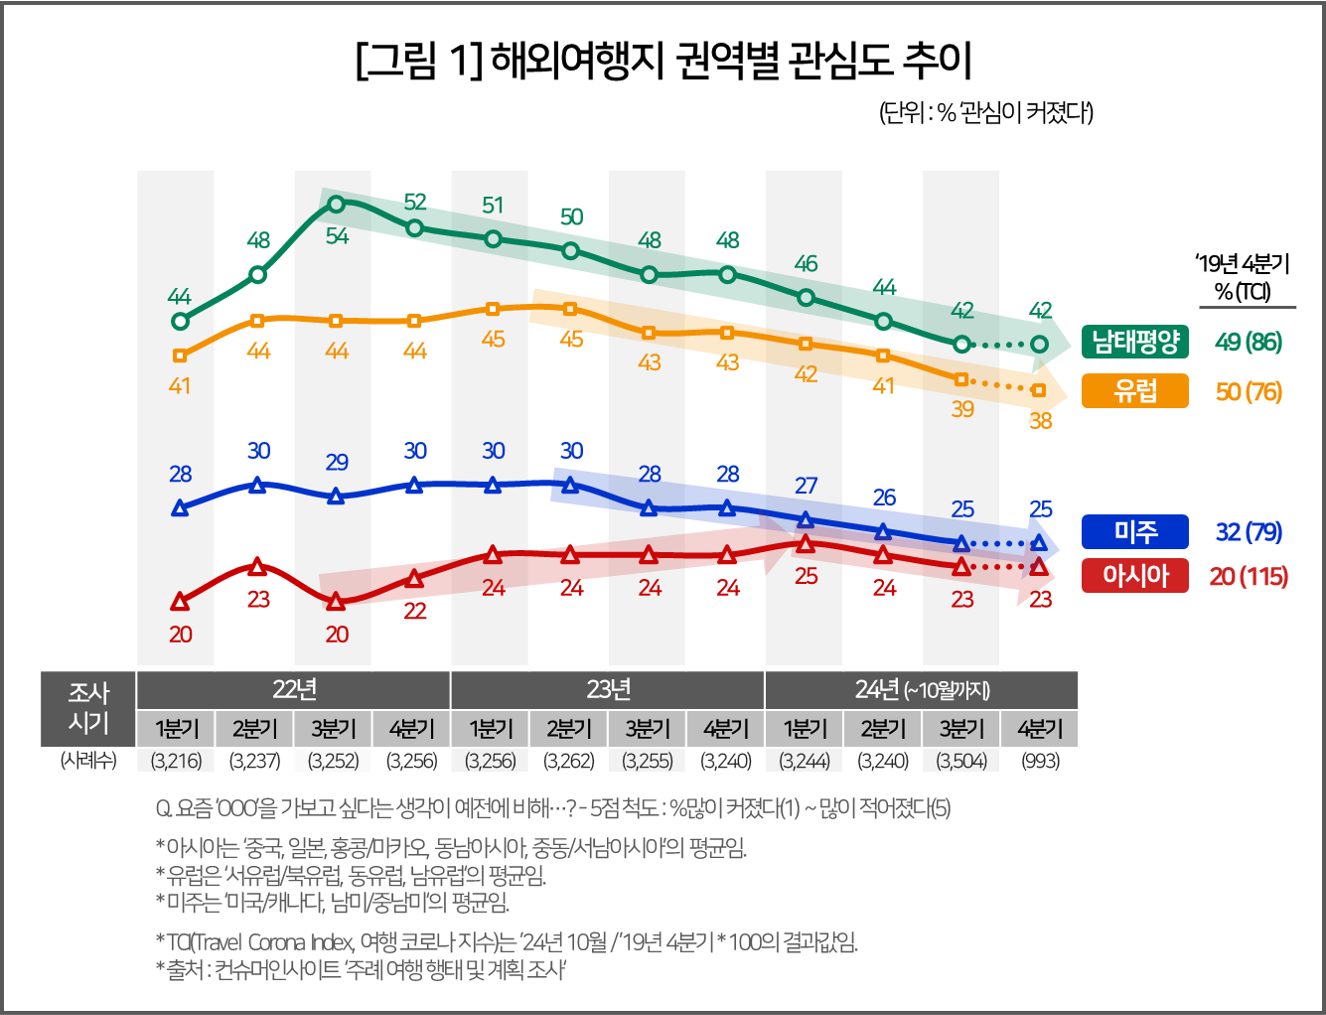 [그림 1] 해외여행지 권역별 관심도 추이
(단위 : % ‘관심이 커졌다‘)
44 48 54 52 51 50 48 48 46 44 42 42
41 44 44 44 45 45 43 43 42 41 39 38
28 30 29 30 30 30 28 28 27 26 25 25
20 23 20 22 24 24 24 24 25 24 23 23
‘19년 4분기
% (TCI)
남태평양 49 (86)
유럽 50 (76)
미주 32 (79)
아시아 20 (115)
조사 시기 22년 23년 24년 (~10월까지)
1분기 2분기 3분기 4분기 1분기 2분기 3분기 4분기 1분기 2분기 3분기 4분기
(사례수) (3,216) (3,237) (3,252) (3,256) (3,256) (3,262) (3,255) (3,240) (3,244) (3,240) (3,504) (993)
Q. 요즘 ‘OOO’을 가보고 싶다는 생각이 예전에 비해…? - 5점 척도 : %많이 커졌다(1) ~ 많이 적어졌다(5)
* 아시아는 ‘중국, 일본, 홍콩/마카오, 동남아시아, 중동/서남아시아’의 평균임.
* 유럽은 ‘서유럽/북유럽, 동유럽, 남유럽’의 평균임.
* 미주는 ‘미국/캐나다, 남미/중남미’의 평균임.
* TCI(Travel Corona Index, 여행 코로나 지수)는 ’24년 10월 / ’19년 4분기 * 100의 결과값임.
* 출처 : 컨슈머인사이트 ‘주례 여행 행태 및 계획 조사‘